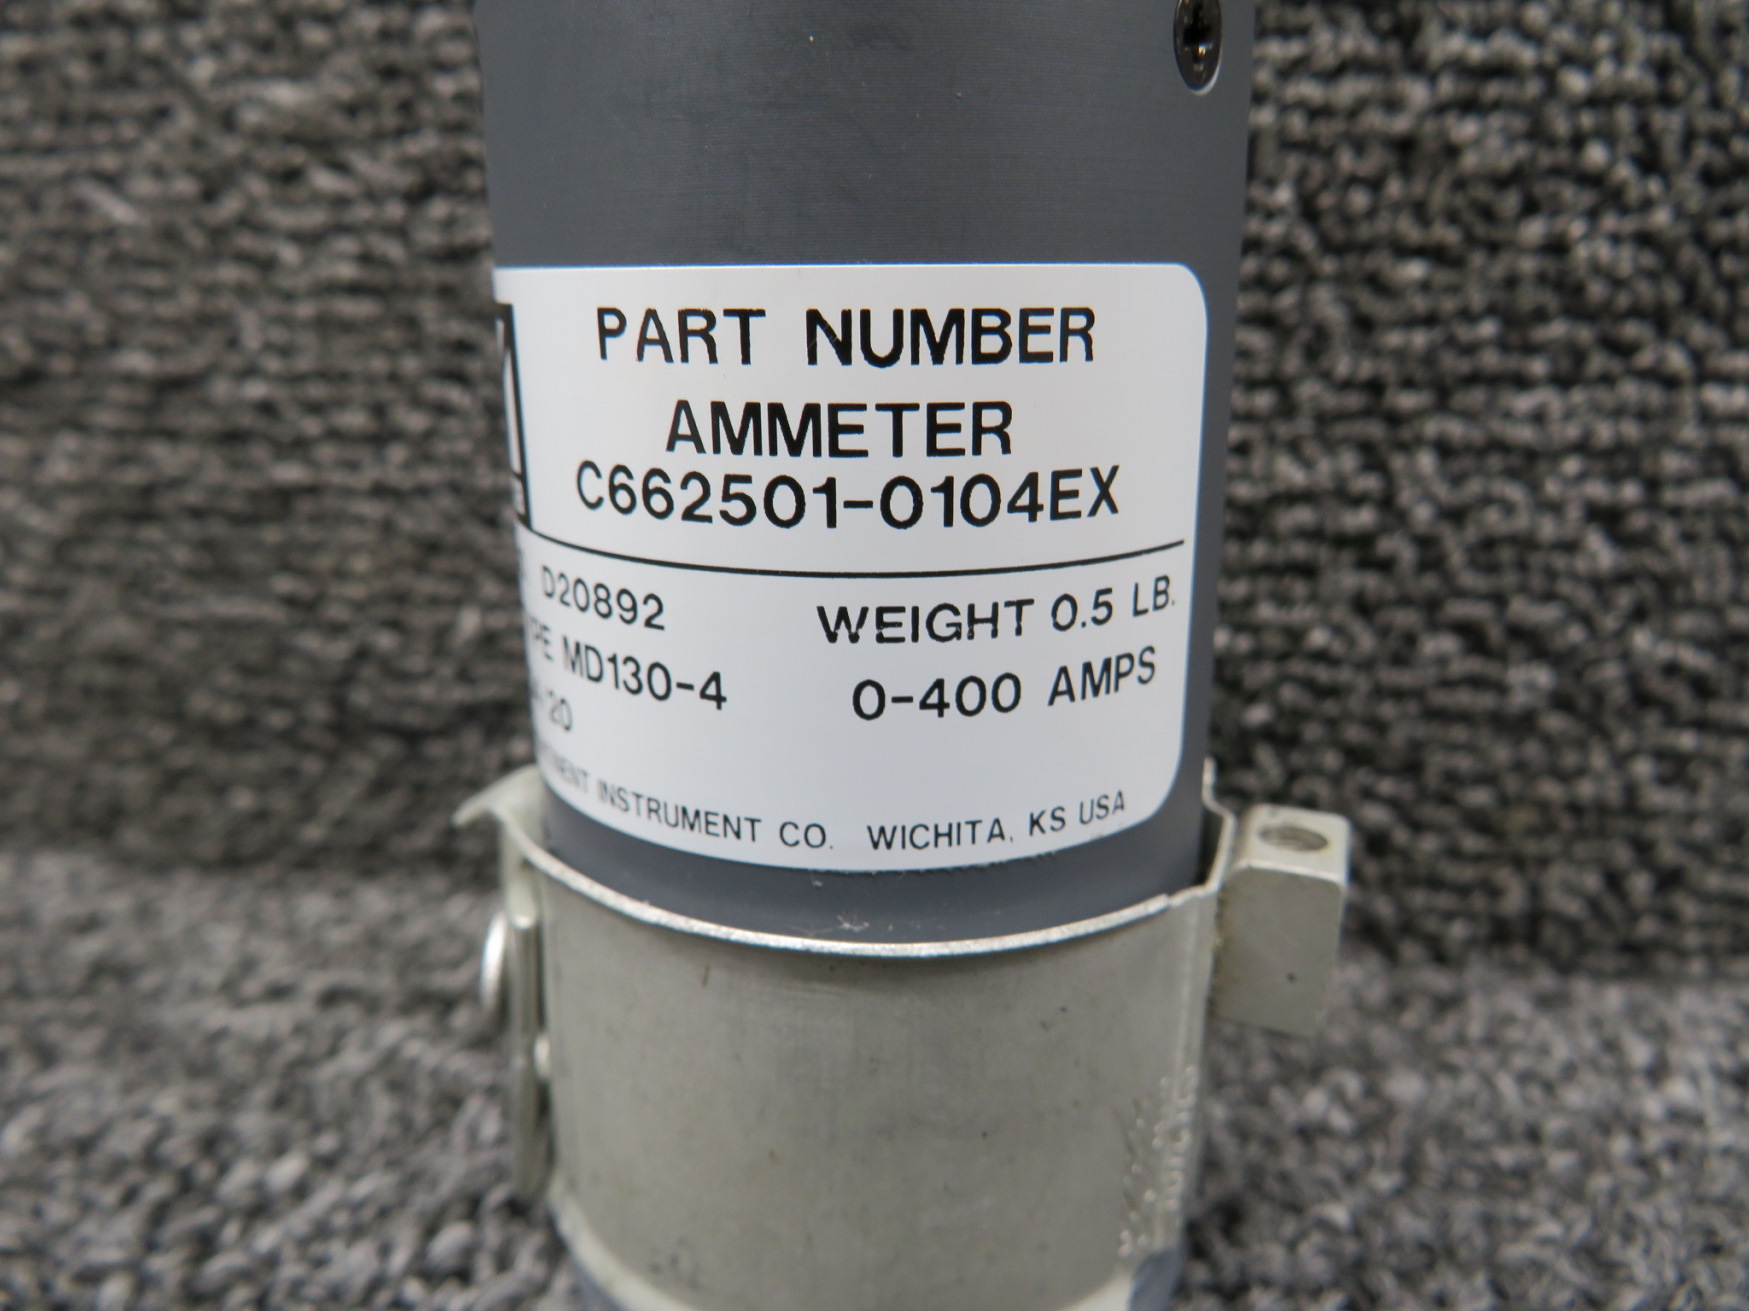 PART NUMBER
AMMETER
C662501-0104EX
D20892
WEIGHT 0.5 LB.
MD130-4
0-400 AMPS
INSTRUMENT CO. WICHITA, KS USA